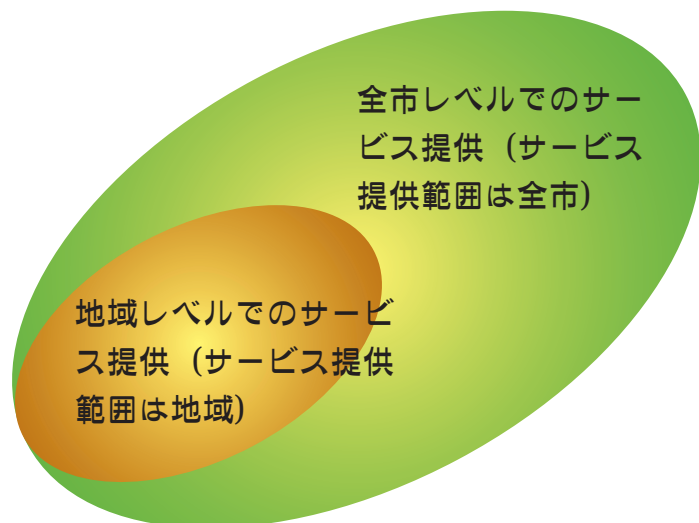 全市レベルでのサー
ビス提供 (サービス
提供範囲は全市)
地域レベルでのサービ
ス提供 (サービス提供
範囲は地域)